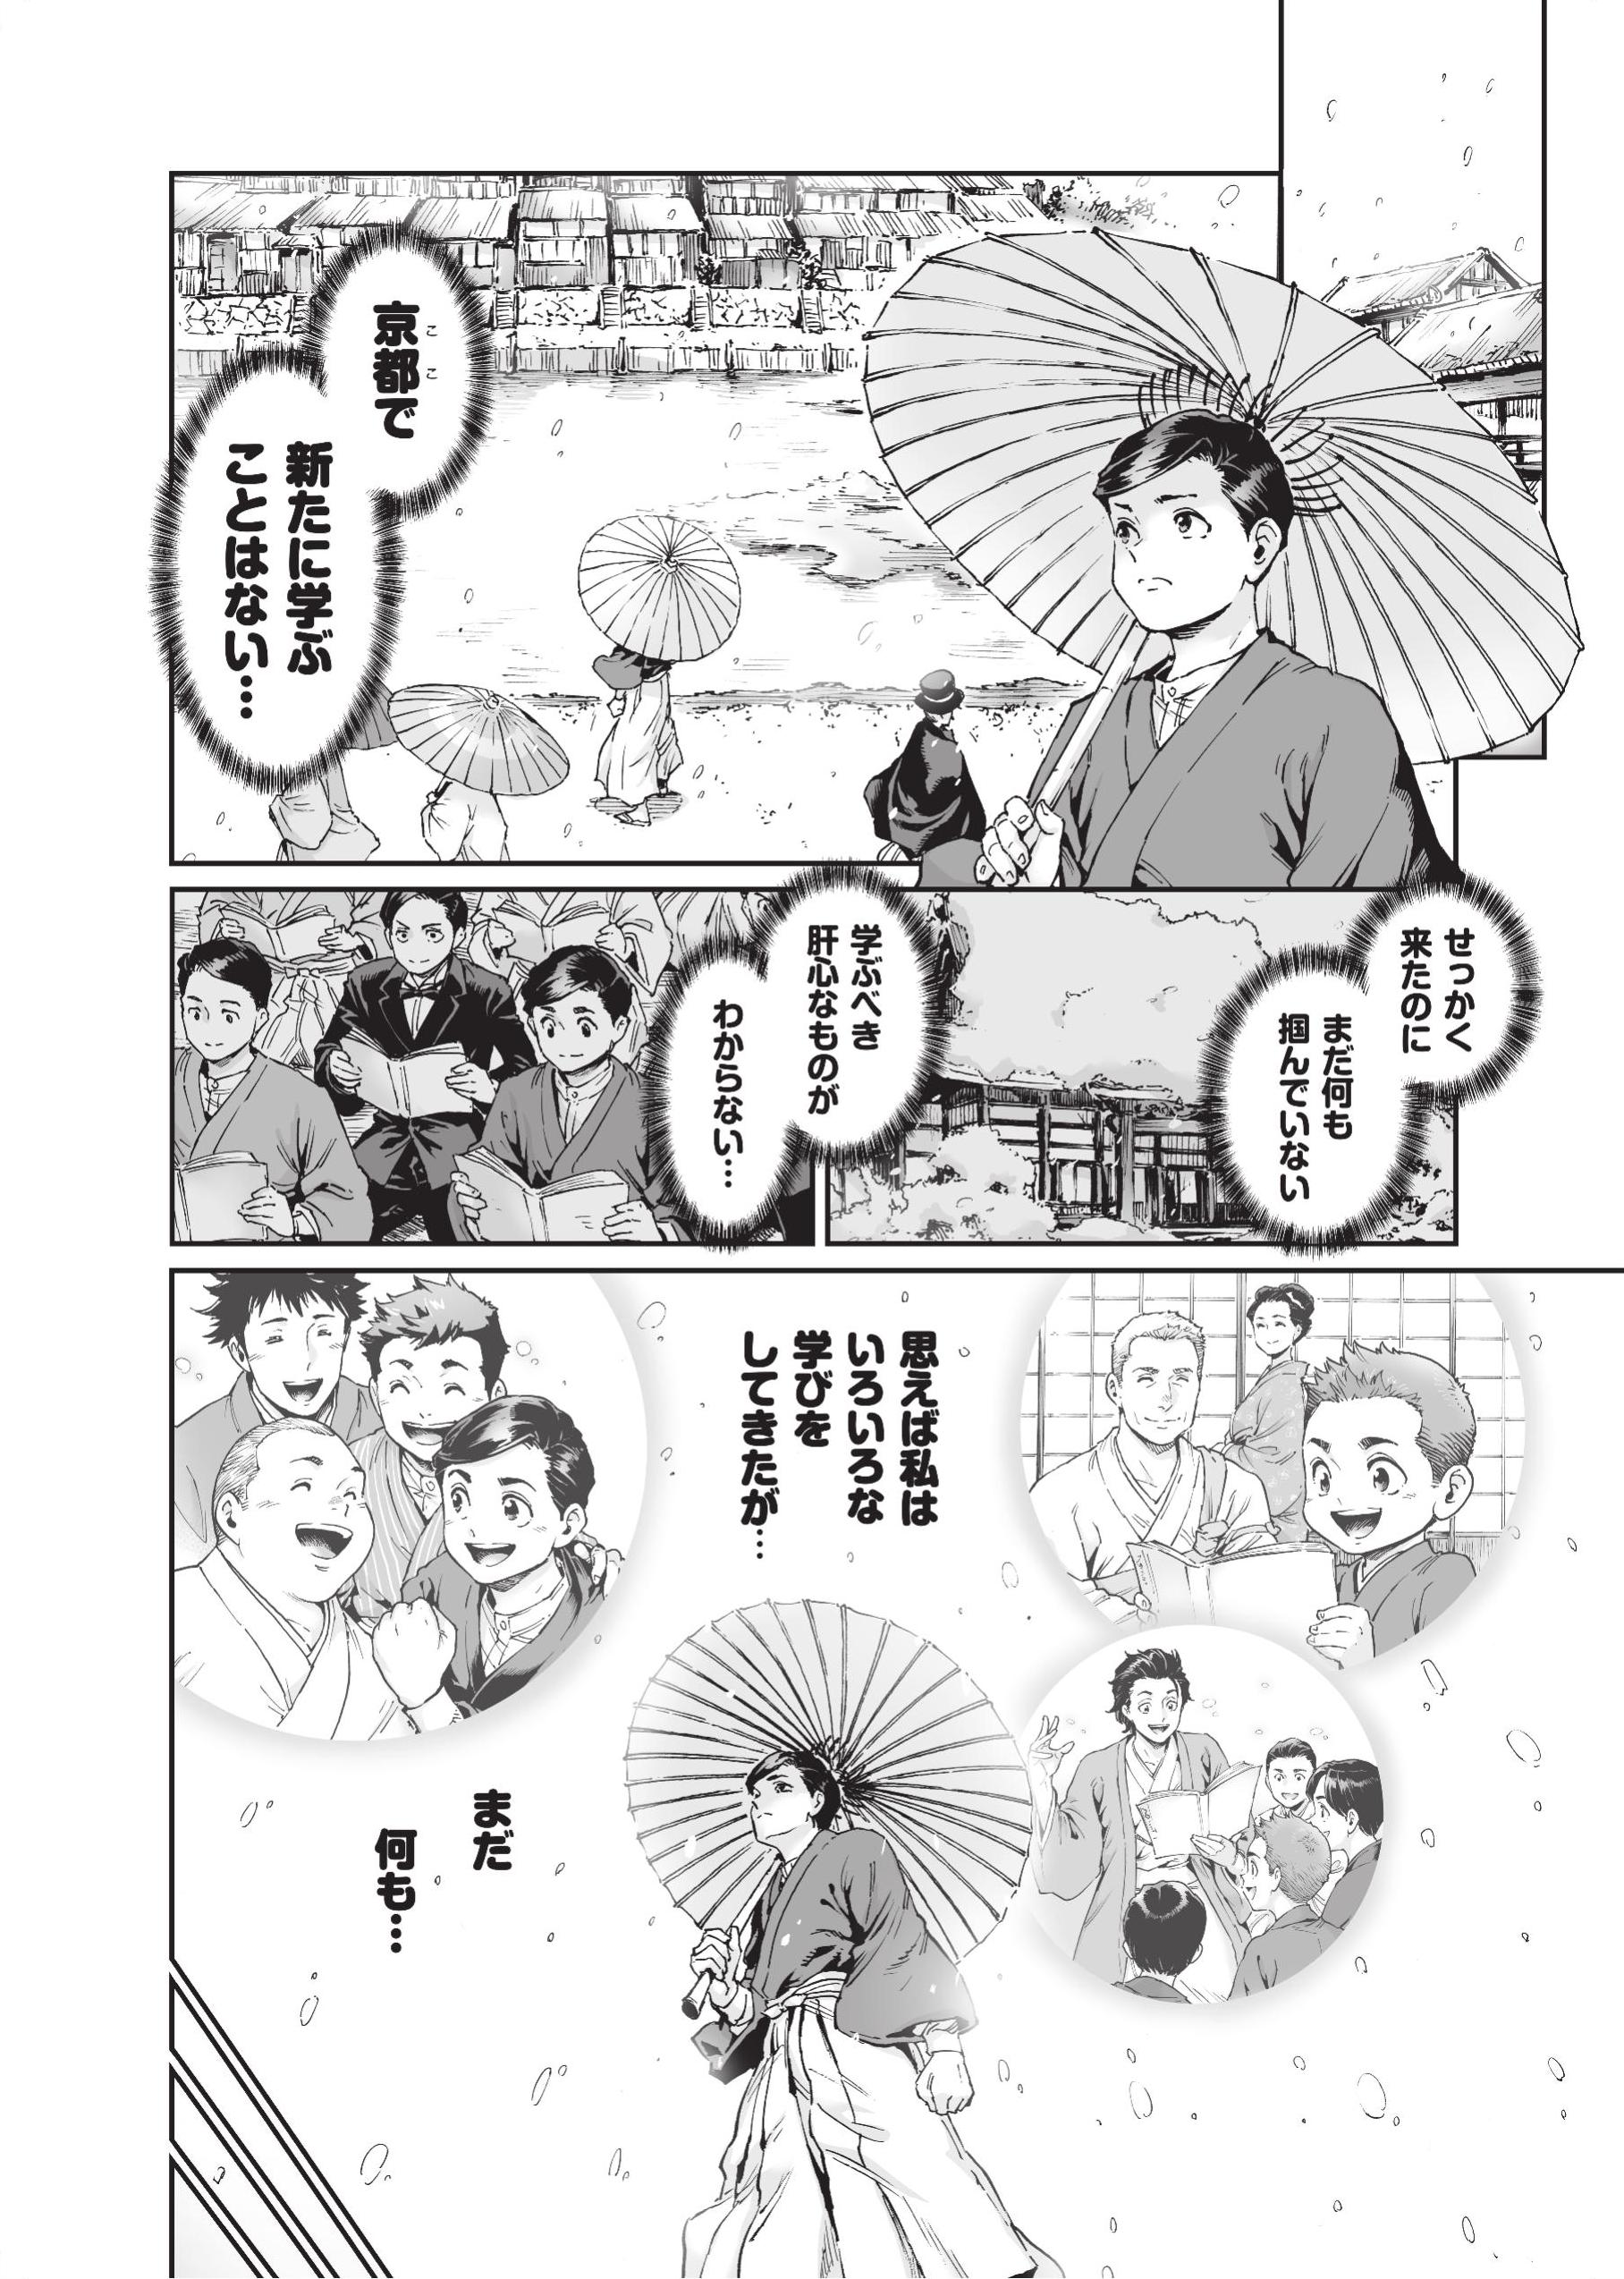 京都で
ここ
新たに学ぶ
ことはない…
せっかく
来たのに
まだ何も
掴んでいない
学ぶべき
肝心なものが
わからない…
思えば私は
いろいろな
学びを
してきたが…
まだ
何も…